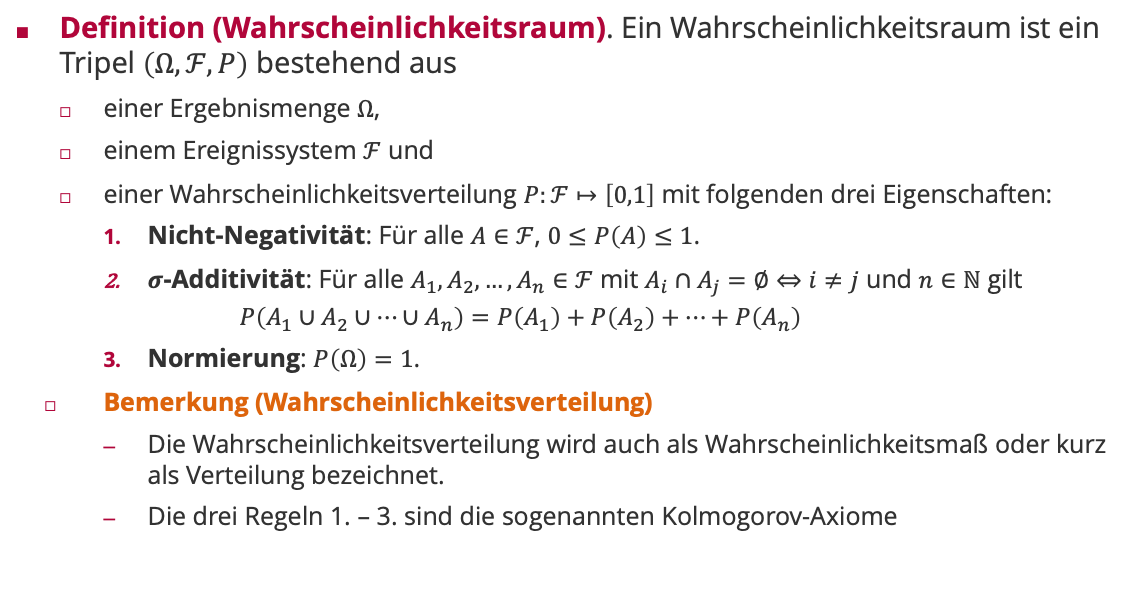 ▪ Definition (Wahrscheinlichkeitsraum). Ein Wahrscheinlichkeitsraum ist ein
Tripel (Ω, ℱ, P) bestehend aus
□ einer Ergebnismenge Ω,
□ einem Ereignissystem ℱ und
□ einer Wahrscheinlichkeitsverteilung P: ℱ ↦ [0,1] mit folgenden drei Eigenschaften:
1. Nicht-Negativität: Für alle A ∈ ℱ, 0 ≤ P(A) ≤ 1.
2. σ-Additivität: Für alle A₁, A₂, … , Aₙ ∈ ℱ mit Aᵢ ∩ Aⱼ = ∅ ⇔ i ≠ j und n ∈ ℕ gilt
P(A₁ ∪ A₂ ∪ ⋯ ∪ Aₙ) = P(A₁) + P(A₂) + ⋯ + P(Aₙ)
3. Normierung: P(Ω) = 1.
□ Bemerkung (Wahrscheinlichkeitsverteilung)
– Die Wahrscheinlichkeitsverteilung wird auch als Wahrscheinlichkeitsmaß oder kurz
als Verteilung bezeichnet.
– Die drei Regeln 1. – 3. sind die sogenannten Kolmogorov-Axiome